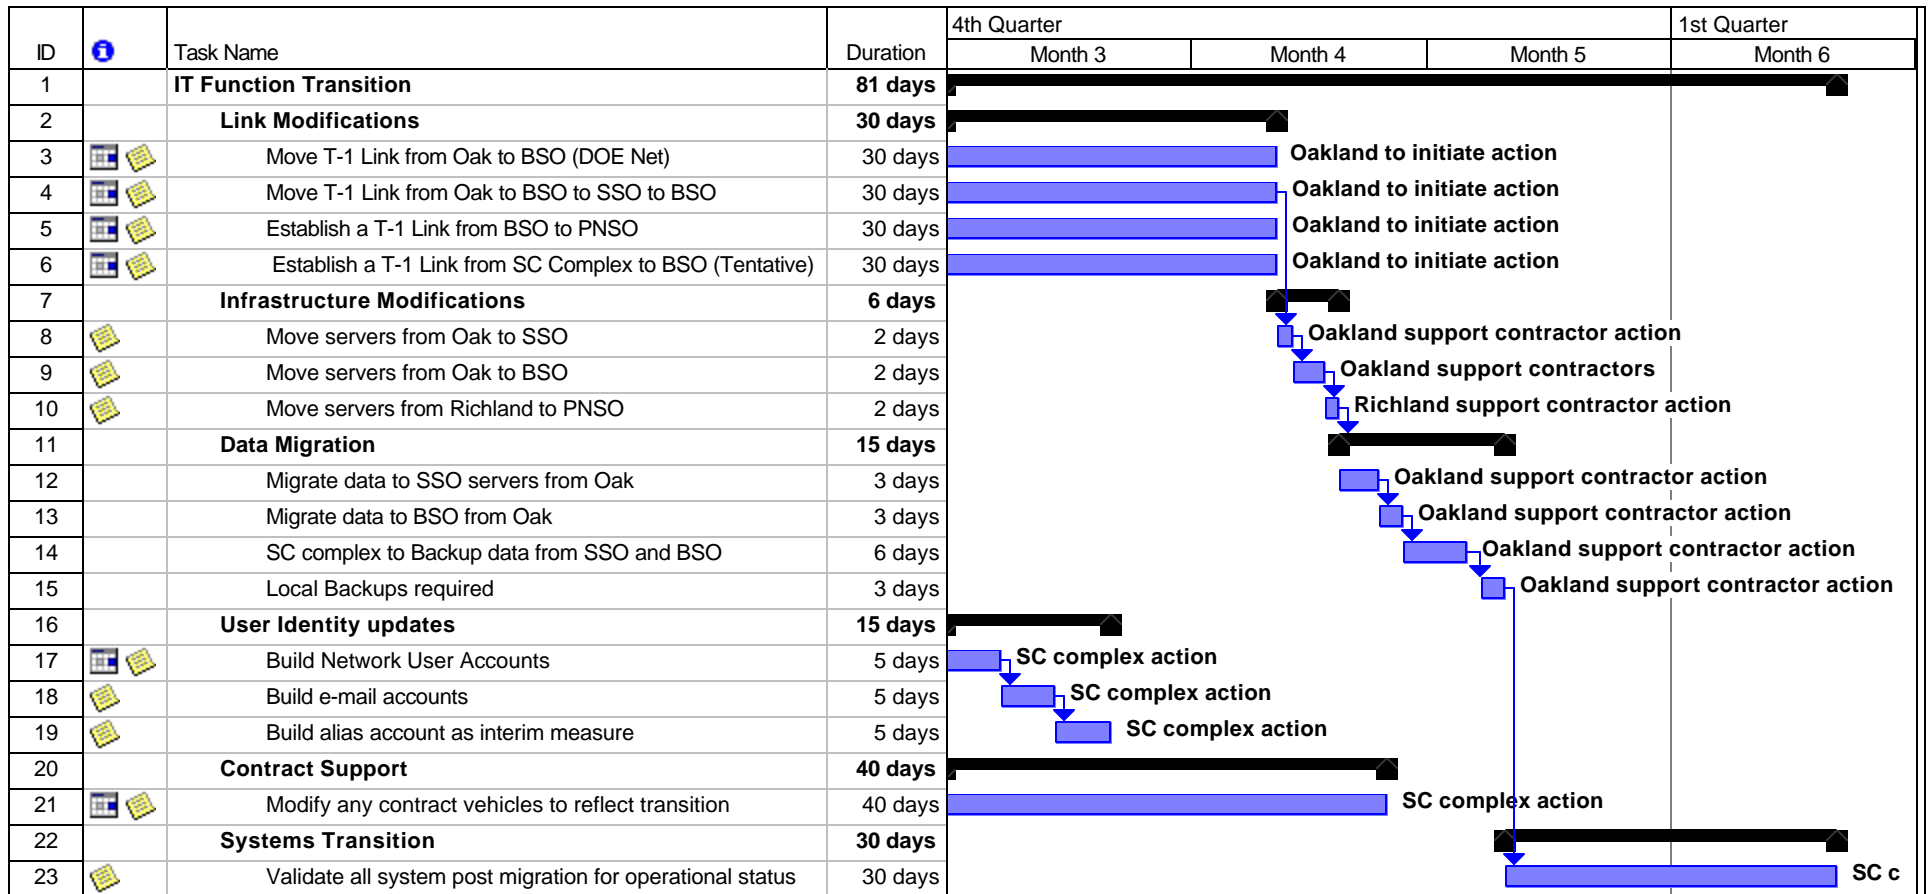 4th Quarter 1st Quarter
ID Task Name Duration Month 3 Month 4 Month 5 Month 6
1 IT Function Transition 81 days
2 Link Modifications 30 days
3 Move T-1 Link from Oak to BSO (DOE Net) 30 days Oakland to initiate action
4 Move T-1 Link from Oak to BSO to SSO to BSO 30 days Oakland to initiate action
5 Establish a T-1 Link from BSO to PNSO 30 days Oakland to initiate action
6 Establish a T-1 Link from SC Complex to BSO (Tentative) 30 days Oakland to initiate action
7 Infrastructure Modifications 6 days
8 Move servers from Oak to SSO 2 days Oakland support contractor action
9 Move servers from Oak to BSO 2 days Oakland support contractors
10 Move servers from Richland to PNSO 2 days Richland support contractor action
11 Data Migration 15 days
12 Migrate data to SSO servers from Oak 3 days Oakland support contractor action
13 Migrate data to BSO from Oak 3 days Oakland support contractor action
14 SC complex to Backup data from SSO and BSO 6 days Oakland support contractor action
15 Local Backups required 3 days Oakland support contractor action
16 User Identity updates 15 days
17 Build Network User Accounts 5 days SC complex action
18 Build e-mail accounts 5 days SC complex action
19 Build alias account as interim measure 5 days SC complex action
20 Contract Support 40 days
21 Modify any contract vehicles to reflect transition 40 days SC complex action
22 Systems Transition 30 days
23 Validate all system post migration for operational status 30 days SC c